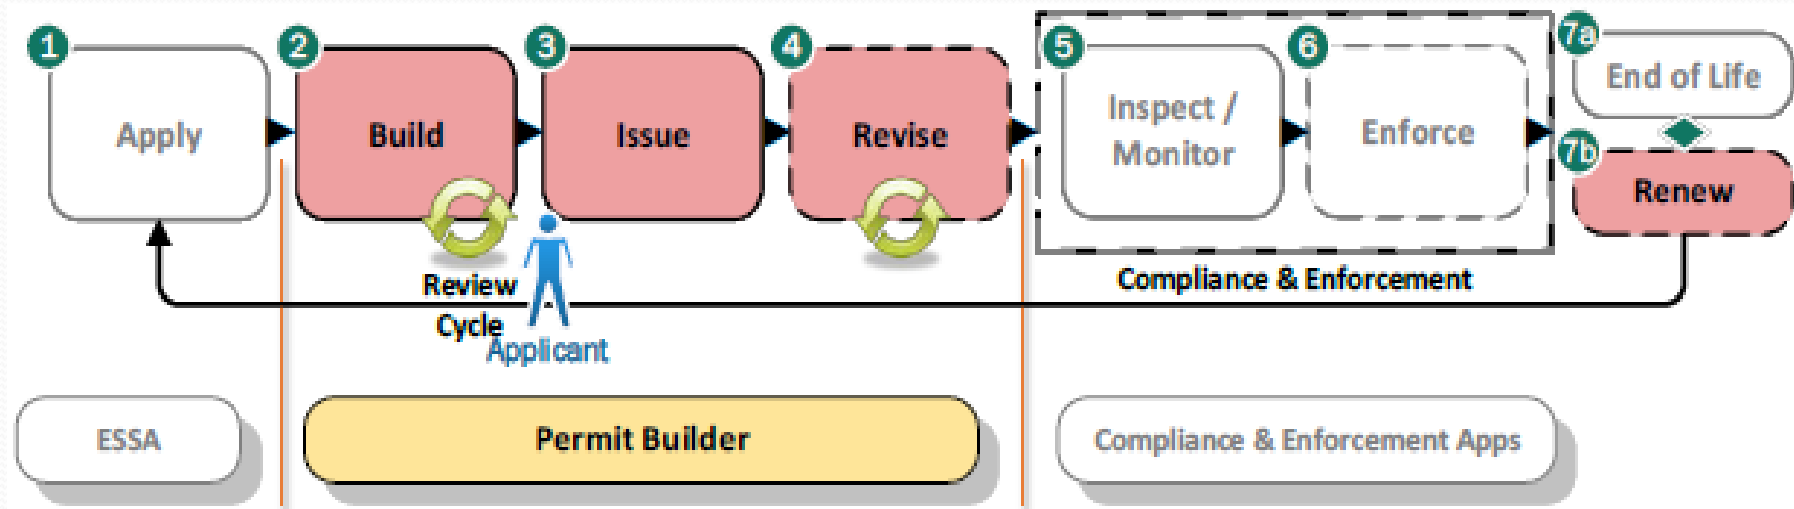 1
Apply
2
Build
3
Issue
4
Revise
5
Inspect /
Monitor
6
Enforce
7a
End of Life
7b
Renew
Review
Cycle
Applicant
Compliance & Enforcement
ESSA
Permit Builder
Compliance & Enforcement Apps